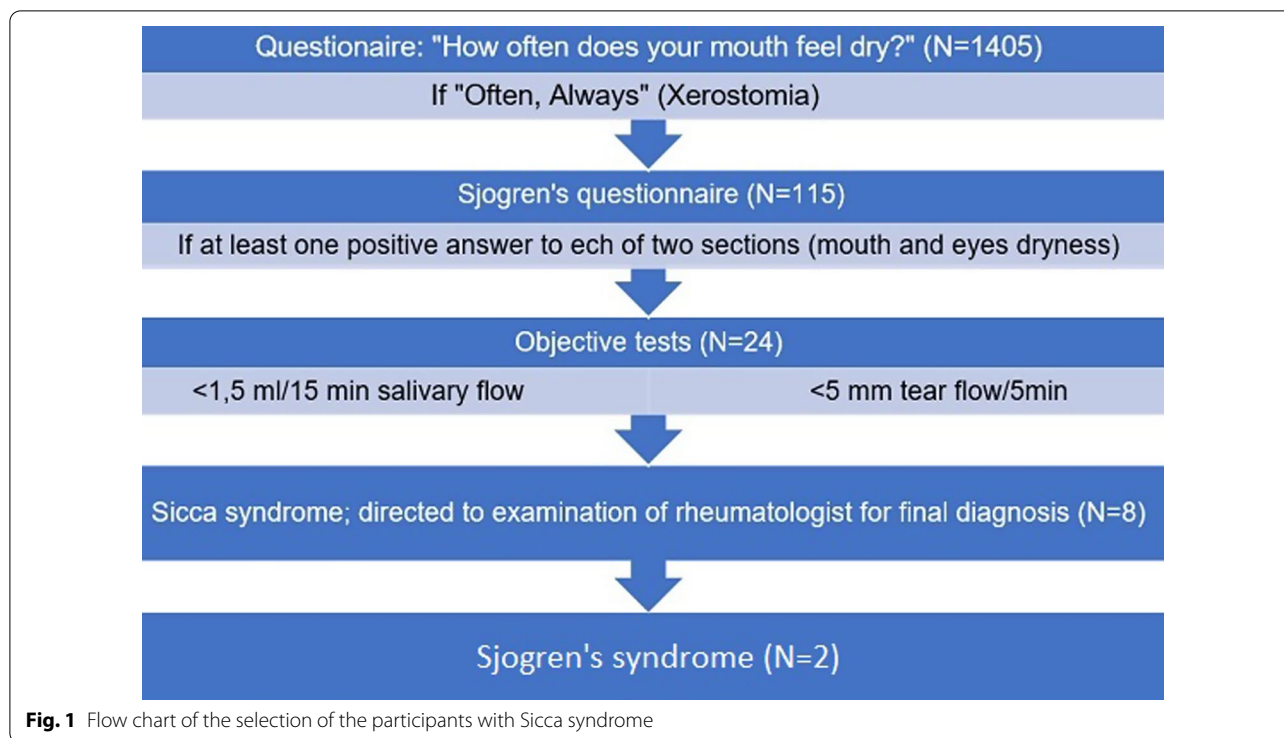 Questionaire: "How often does your mouth feel dry?" (N=1405)
If "Often, Always" (Xerostomia)
Sjogren's questionnaire (N=115)
If at least one positive answer to ech of two sections (mouth and eyes dryness)
Objective tests (N=24)
<1,5 ml/15 min salivary flow
<5 mm tear flow/5min
Sicca syndrome; directed to examination of rheumatologist for final diagnosis (N=8)
Sjogren's syndrome (N=2)
Fig. 1 Flow chart of the selection of the participants with Sicca syndrome